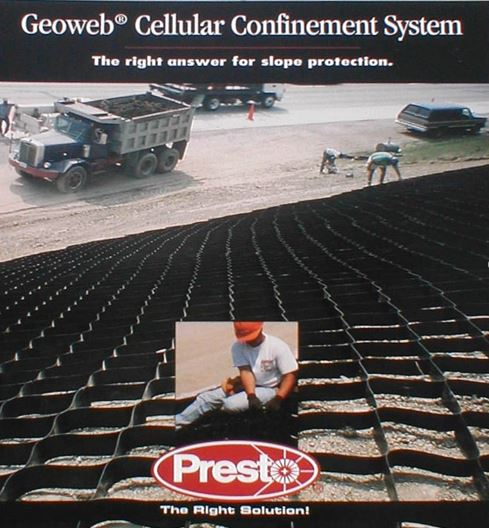 Geoweb® Cellular Confinement System
The right answer for slope protection.
Presto
The Right Solution!